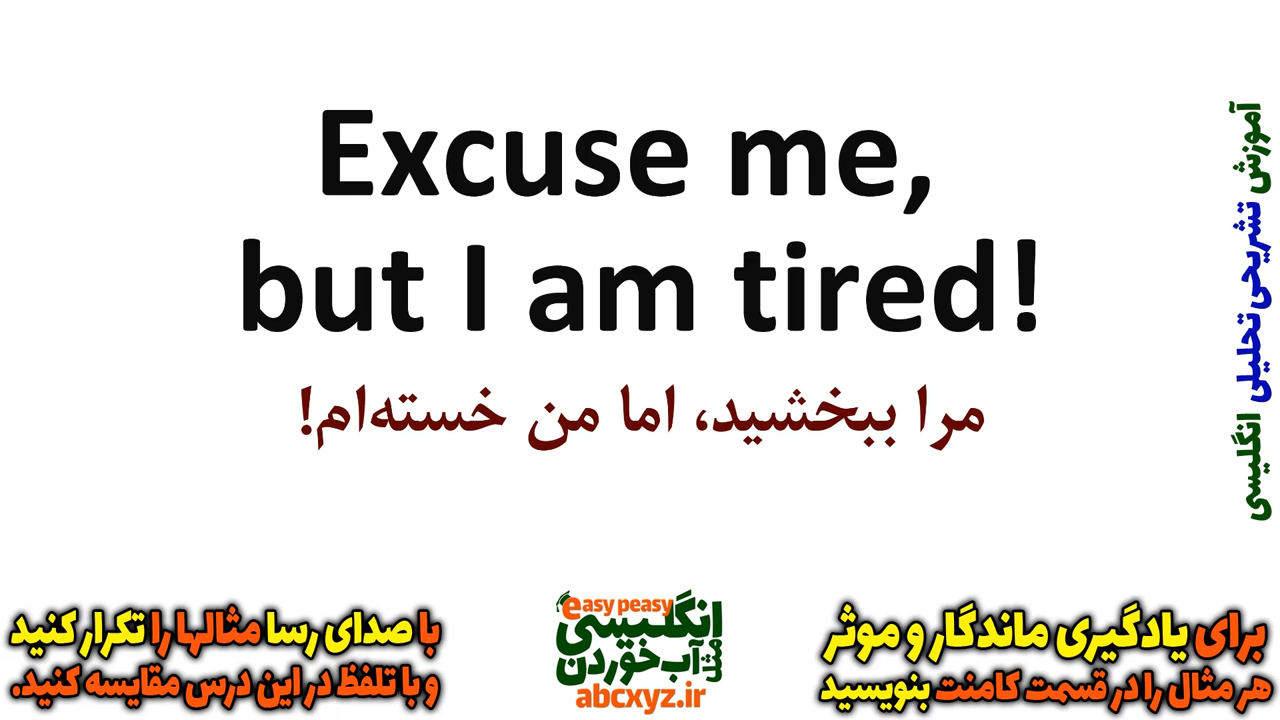 Excuse me,
but I am tired!
مرا ببخشید، اما من خسته‌ام!
آموزش تشریحی تحلیلی انگلیسی
برای یادگیری ماندگار و موثر
هر مثال را در قسمت کامنت بنویسید
easy peasy
انگلیسی
مثل آب خوردن
abcxyz.ir
با صدای رسا مثالها را تکرار کنید
و با تلفظ در این درس مقایسه کنید.